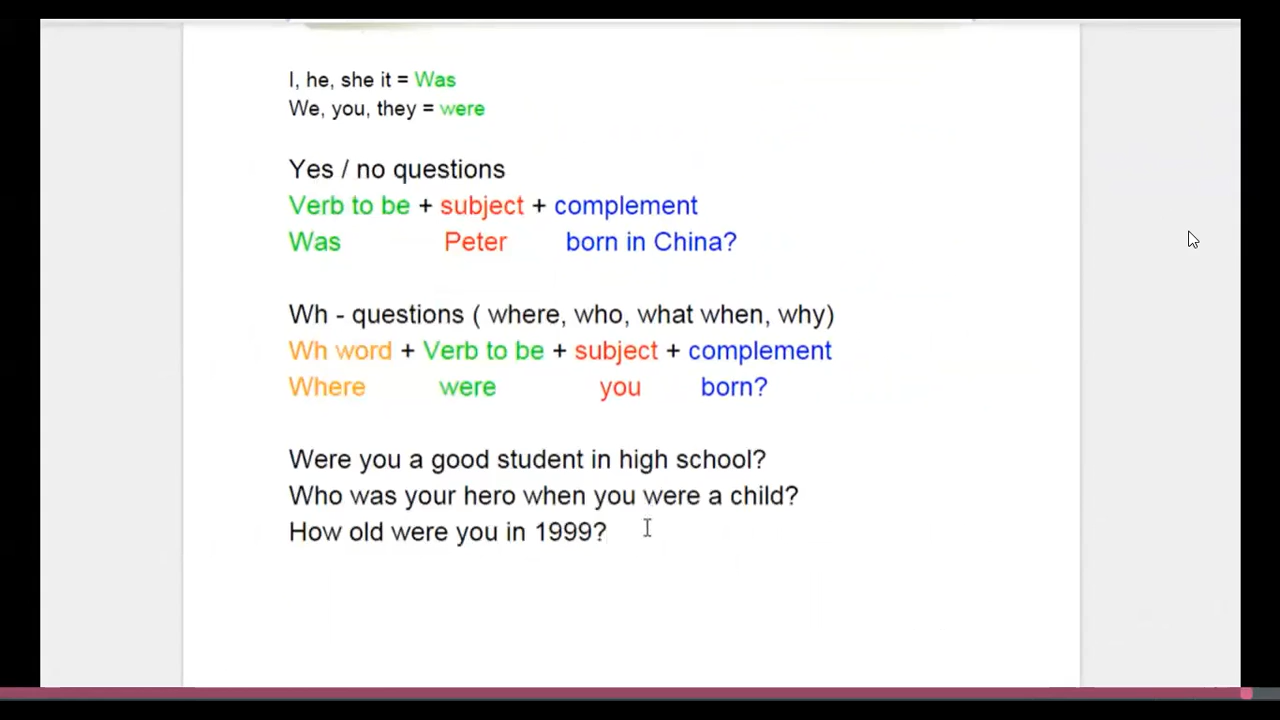 I, he, she it = Was
We, you, they = were
Yes / no questions
Verb to be + subject + complement
Was Peter born in China?
Wh - questions ( where, who, what when, why)
Wh word + Verb to be + subject + complement
Where were you born?
Were you a good student in high school?
Who was your hero when you were a child?
How old were you in 1999?